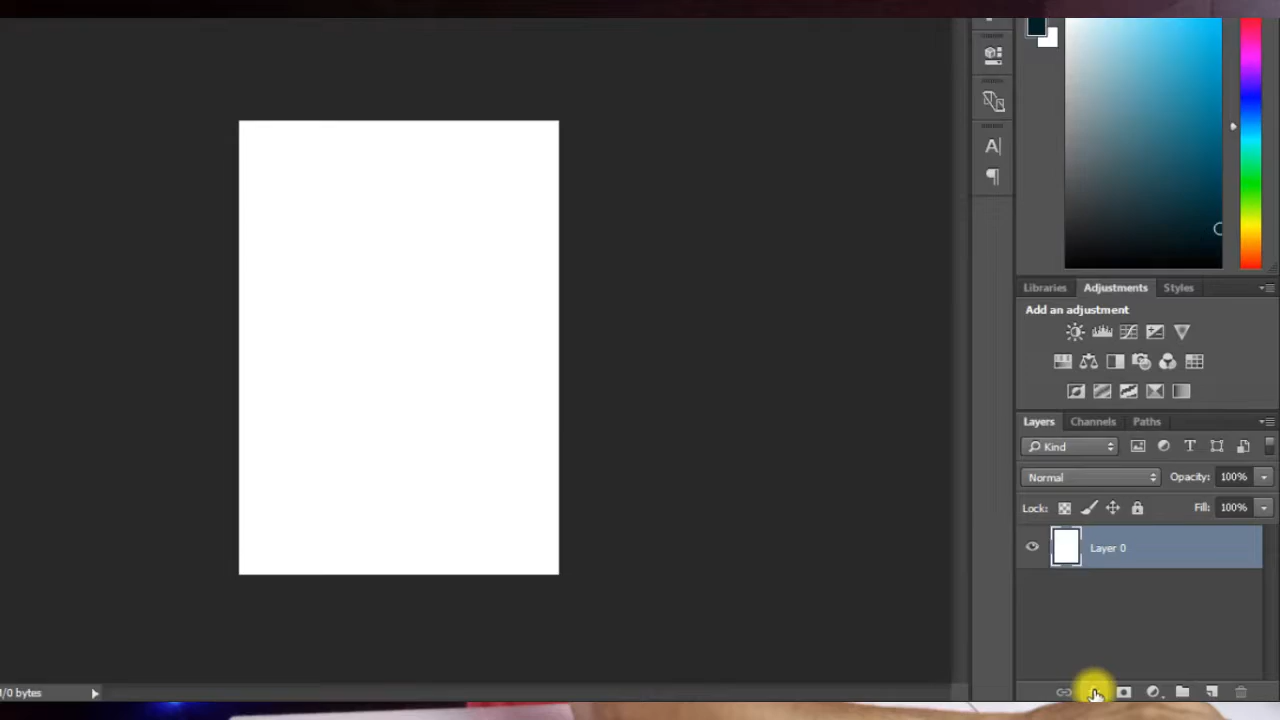 A|
Libraries Adjustments Styles
Add an adjustment
Layers Channels Paths
Kind T
Normal Opacity: 100%
Lock: Fill: 100%
Layer 0
/0 bytes